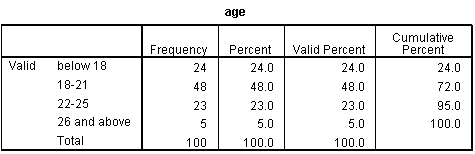 age
Frequency Percent Valid Percent Cumulative Percent
Valid below 18 24 24.0 24.0 24.0
18-21 48 48.0 48.0 72.0
22-25 23 23.0 23.0 95.0
26 and above 5 5.0 5.0 100.0
Total 100 100.0 100.0